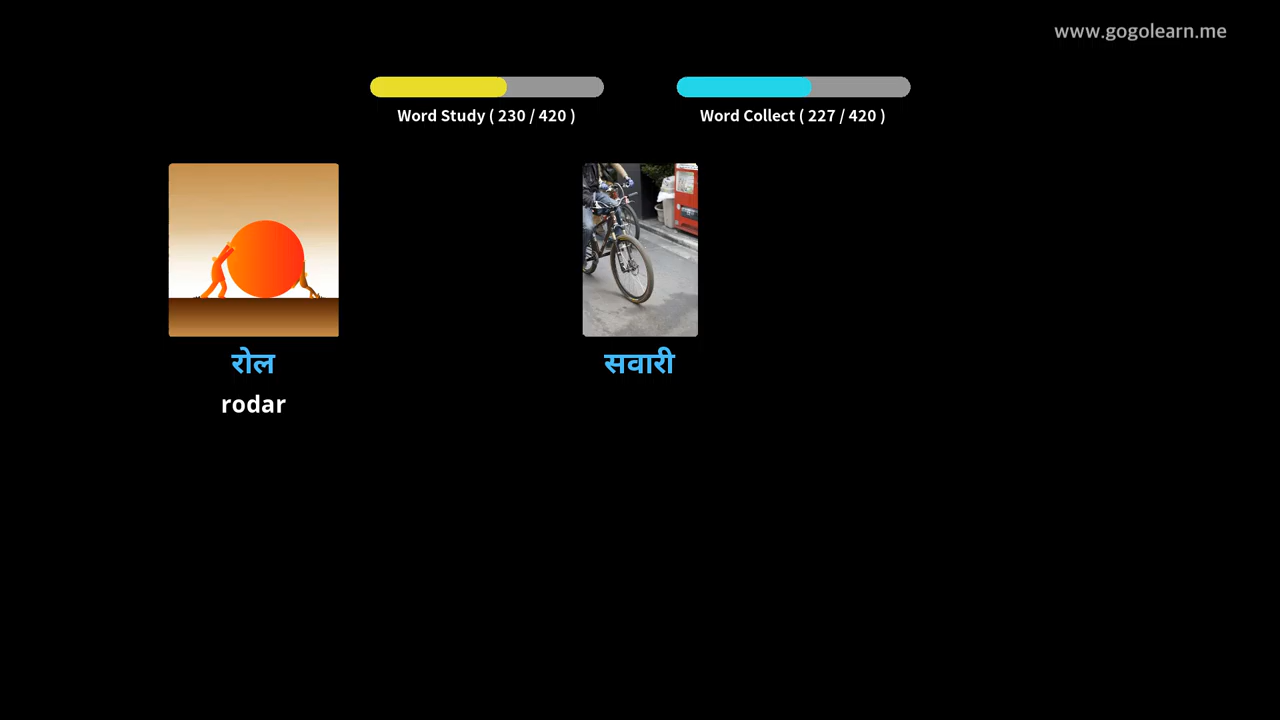 www.gogolearn.me
Word Study ( 230 / 420 )
Word Collect ( 227 / 420 )
रोल
सवारी
rodar